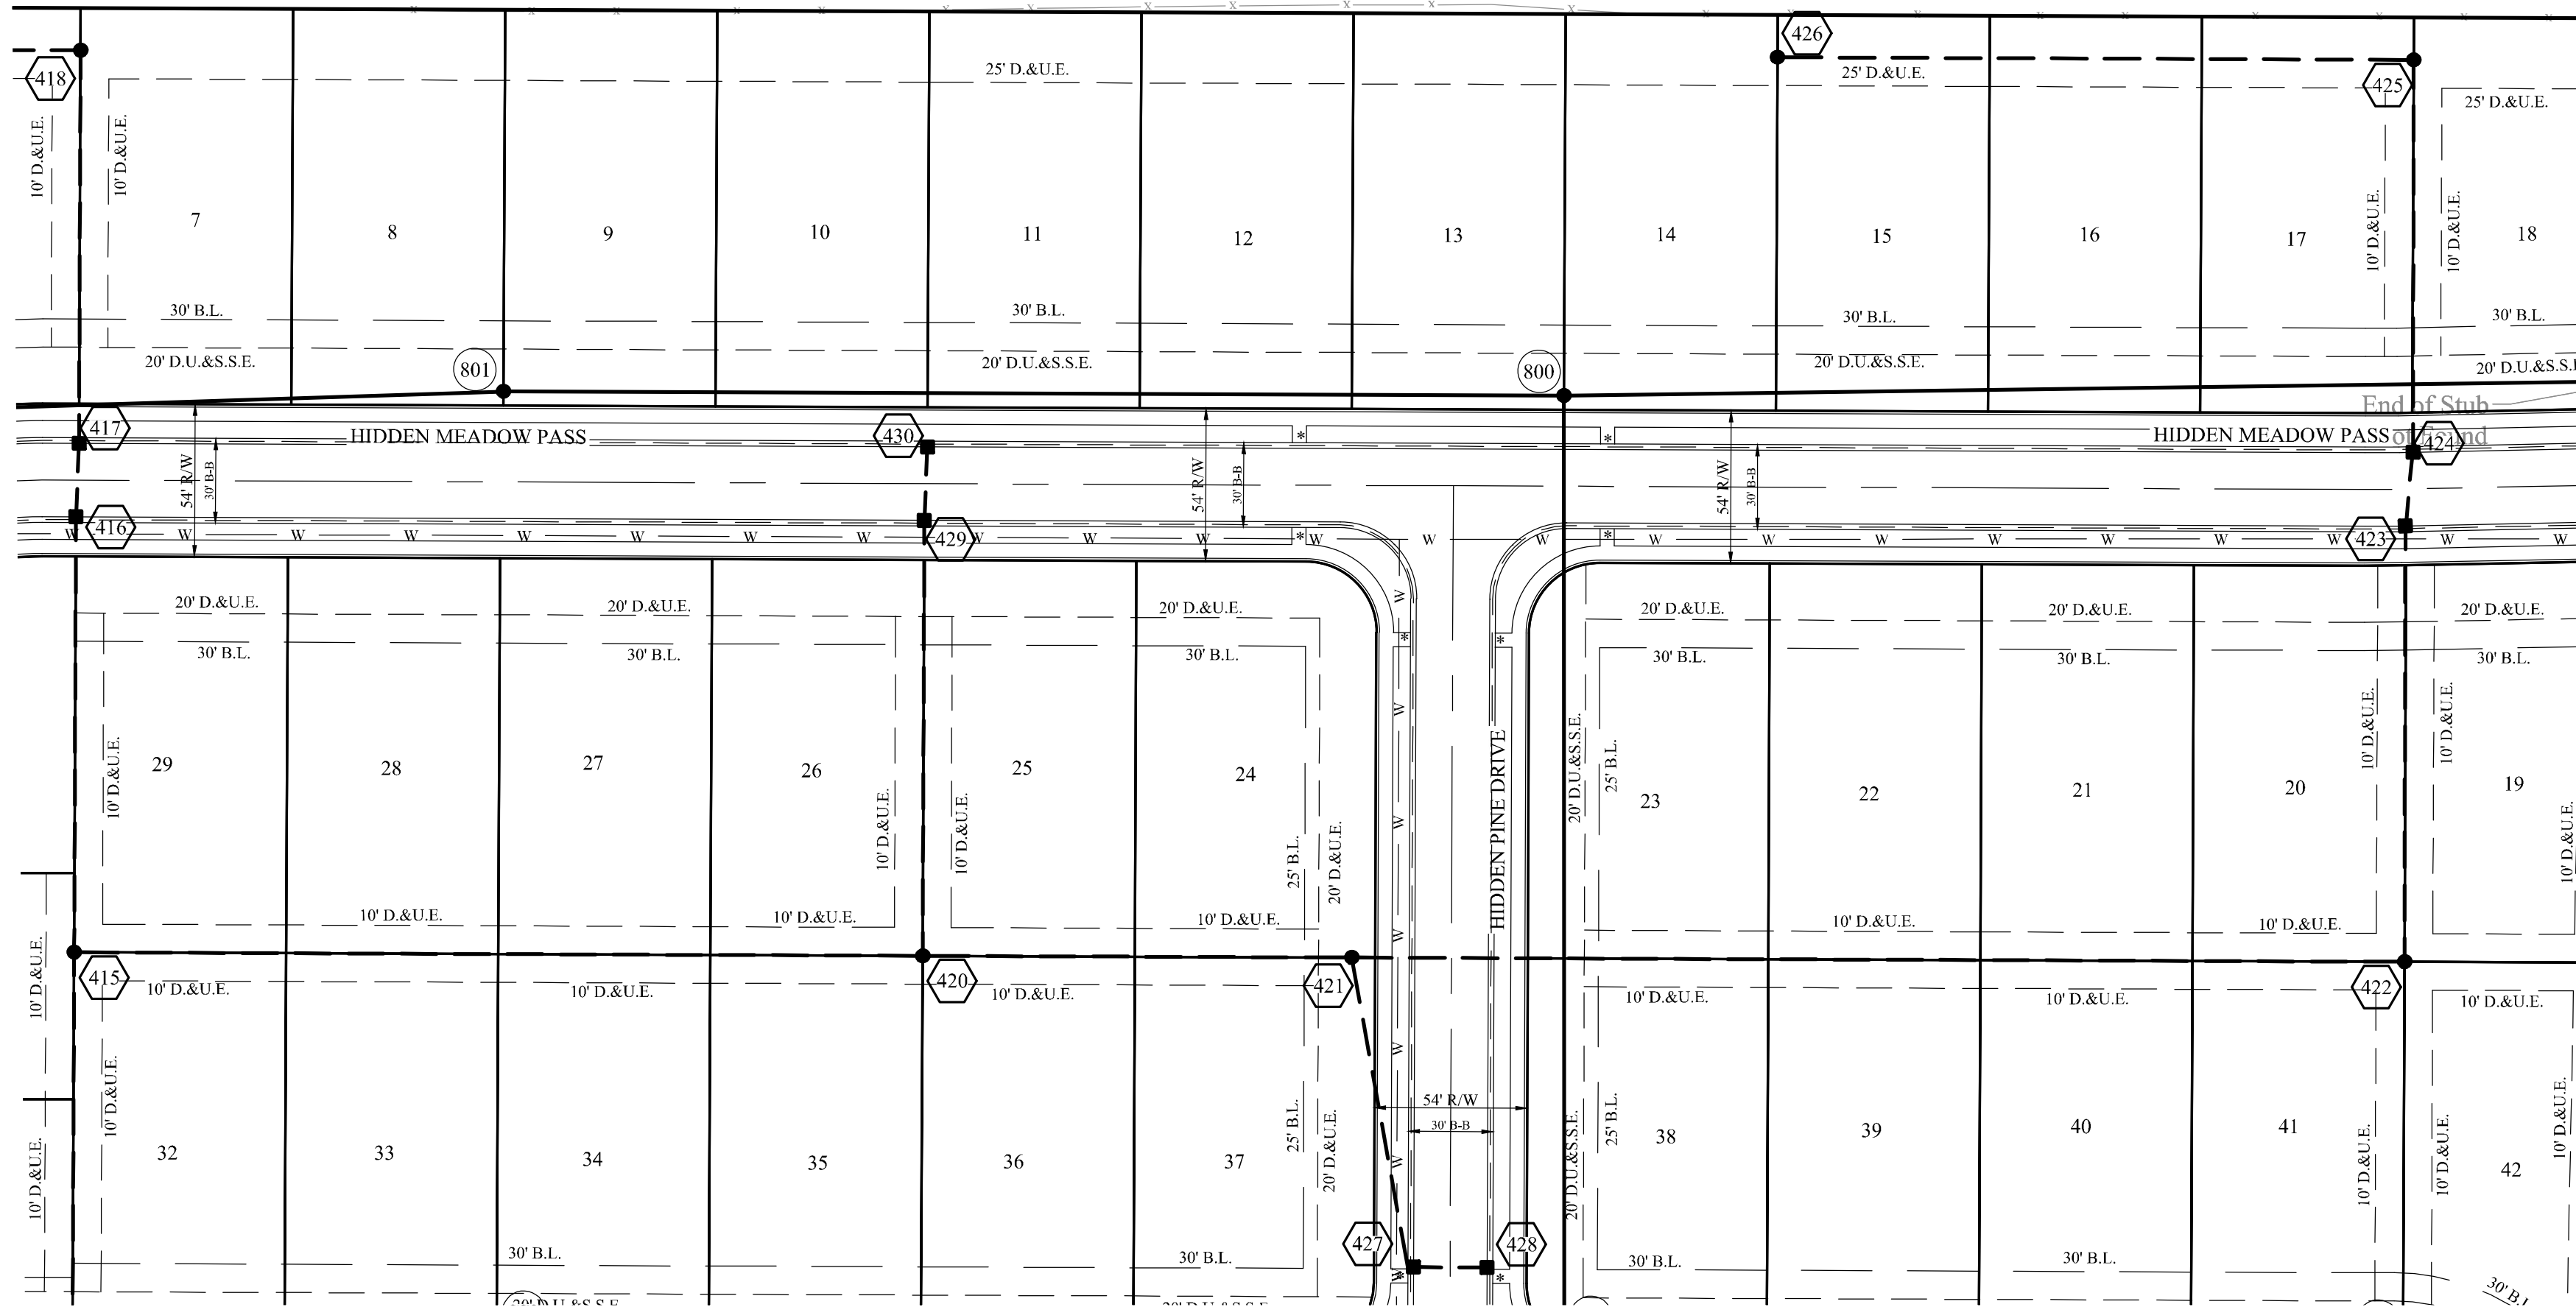 426
418
425
25' D.&U.E.
25' D.&U.E.
25' D.&U.E.
10' D.&U.E.
10' D.&U.E.
10' D.&U.E.
10' D.&U.E.
7
8
9
10
11
12
13
14
15
16
17
18
30' B.L.
30' B.L.
30' B.L.
30' B.L.
20' D.U.&S.S.E.
801
20' D.U.&S.S.E.
800
20' D.U.&S.S.E.
20' D.U.&S.S.E
End of Stub
417
HIDDEN MEADOW PASS
430
*
*
HIDDEN MEADOW PASS
424
54' R/W
30' B-B
54' R/W
30' B-B
54' R/W
30' B-B
416
W W W W W W W W
429
W W W W * W W W * W W W W W W W
423
W W
20' D.&U.E.
20' D.&U.E.
20' D.&U.E.
20' D.&U.E.
20' D.&U.E.
20' D.&U.E.
W
*
*
30' B.L.
30' B.L.
30' B.L.
30' B.L.
30' B.L.
30' B.L.
W
10' D.&U.E.
29
28
27
26
10' D.&U.E.
10' D.&U.E.
25
24
25' B.L.
20' D.&U.E.
W
HIDDEN PINE DRIVE
20' D.U.&S.S.E.
25' B.L.
23
22
21
20
10' D.&U.E.
10' D.&U.E.
19
10' D.&U.E.
10' D.&U.E.
10' D.&U.E.
10' D.&U.E.
10' D.&U.E.
10' D.&U.E.
W
10' D.&U.E.
415
10' D.&U.E.
10' D.&U.E.
420
10' D.&U.E.
421
10' D.&U.E.
10' D.&U.E.
422
10' D.&U.E.
W
10' D.&U.E.
54' R/W
30' B-B
10' D.&U.E.
32
33
34
35
36
37
25' B.L.
20' D.&U.E.
W
20' D.U.&S.S.E.
25' B.L.
38
39
40
41
10' D.&U.E.
10' D.&U.E.
42
10' D.&U.E.
30' B.L.
30' B.L.
427
428
30' B.L.
30' B.L.
30' B.L.
W
*
*
20' D.U.&S.S.E.
20' D.U.&S.S.E.